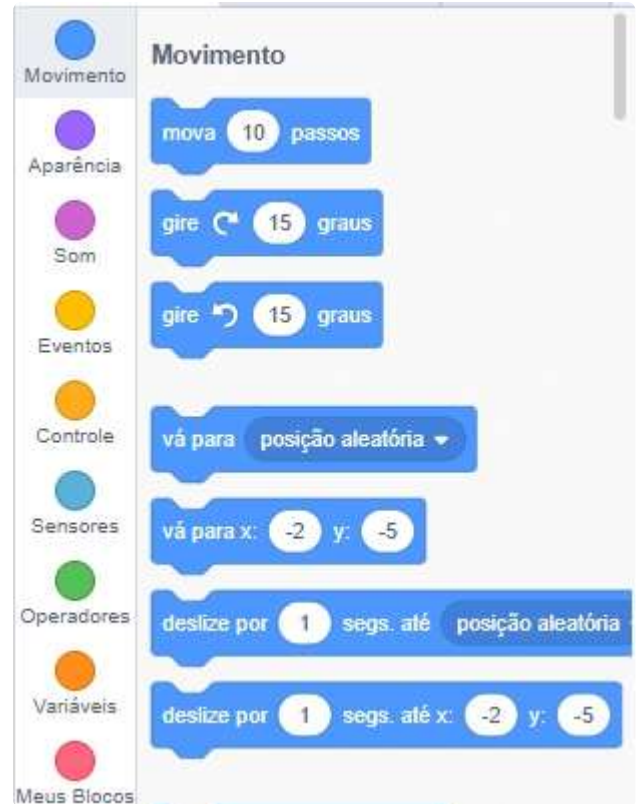 Movimento
Aparência
Som
Eventos
Controle
Sensores
Operadores
Variáveis
Meus Blocos
Movimento
mova 10 passos
gire 15 graus
gire 15 graus
vá para posição aleatória
vá para x: -2 y: -5
deslize por 1 segs. até posição aleatória
deslize por 1 segs. até x: -2 y: -5